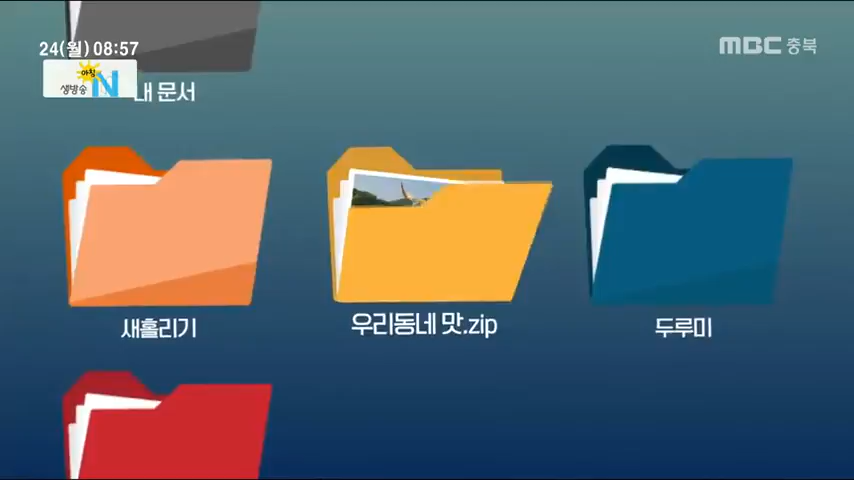 24(월) 08:57
MBC 충북
아침
생방송 N
내 문서
새홀리기
우리동네 맛.zip
두루미